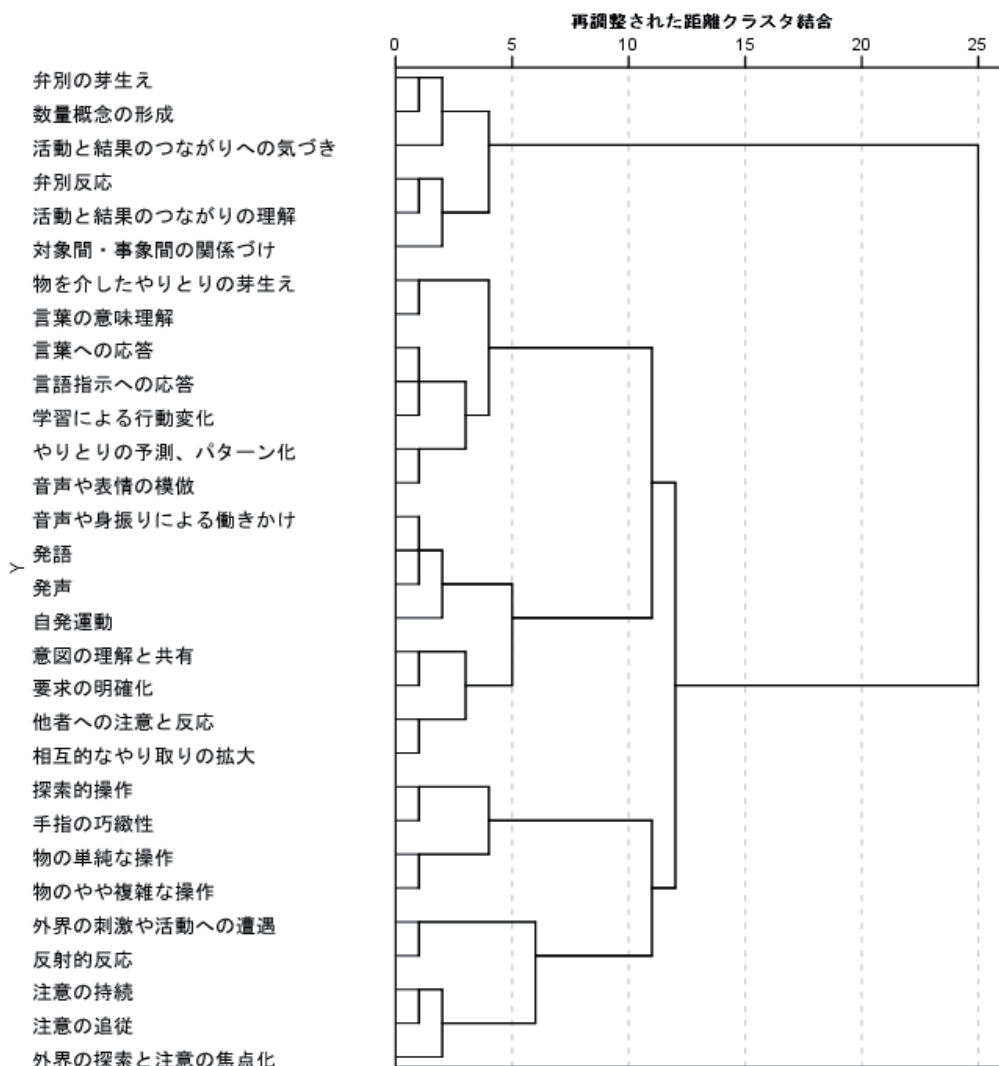 再調整された距離クラスタ結合
0 5 10 15 20 25
弁別の芽生え
数量概念の形成
活動と結果のつながりへの気づき
弁別反応
活動と結果のつながりの理解
対象間・事象間の関係づけ
物を介したやりとりの芽生え
言葉の意味理解
言葉への応答
言語指示への応答
学習による行動変化
やりとりの予測、パターン化
音声や表情の模倣
音声や身振りによる働きかけ
発語
Y
発声
自発運動
意図の理解と共有
要求の明確化
他者への注意と反応
相互的なやり取りの拡大
探索的操作
手指の巧緻性
物の単純な操作
物のやや複雑な操作
外界の刺激や活動への遭遇
反射的反応
注意の持続
注意の追従
外界の探索と注意の焦点化